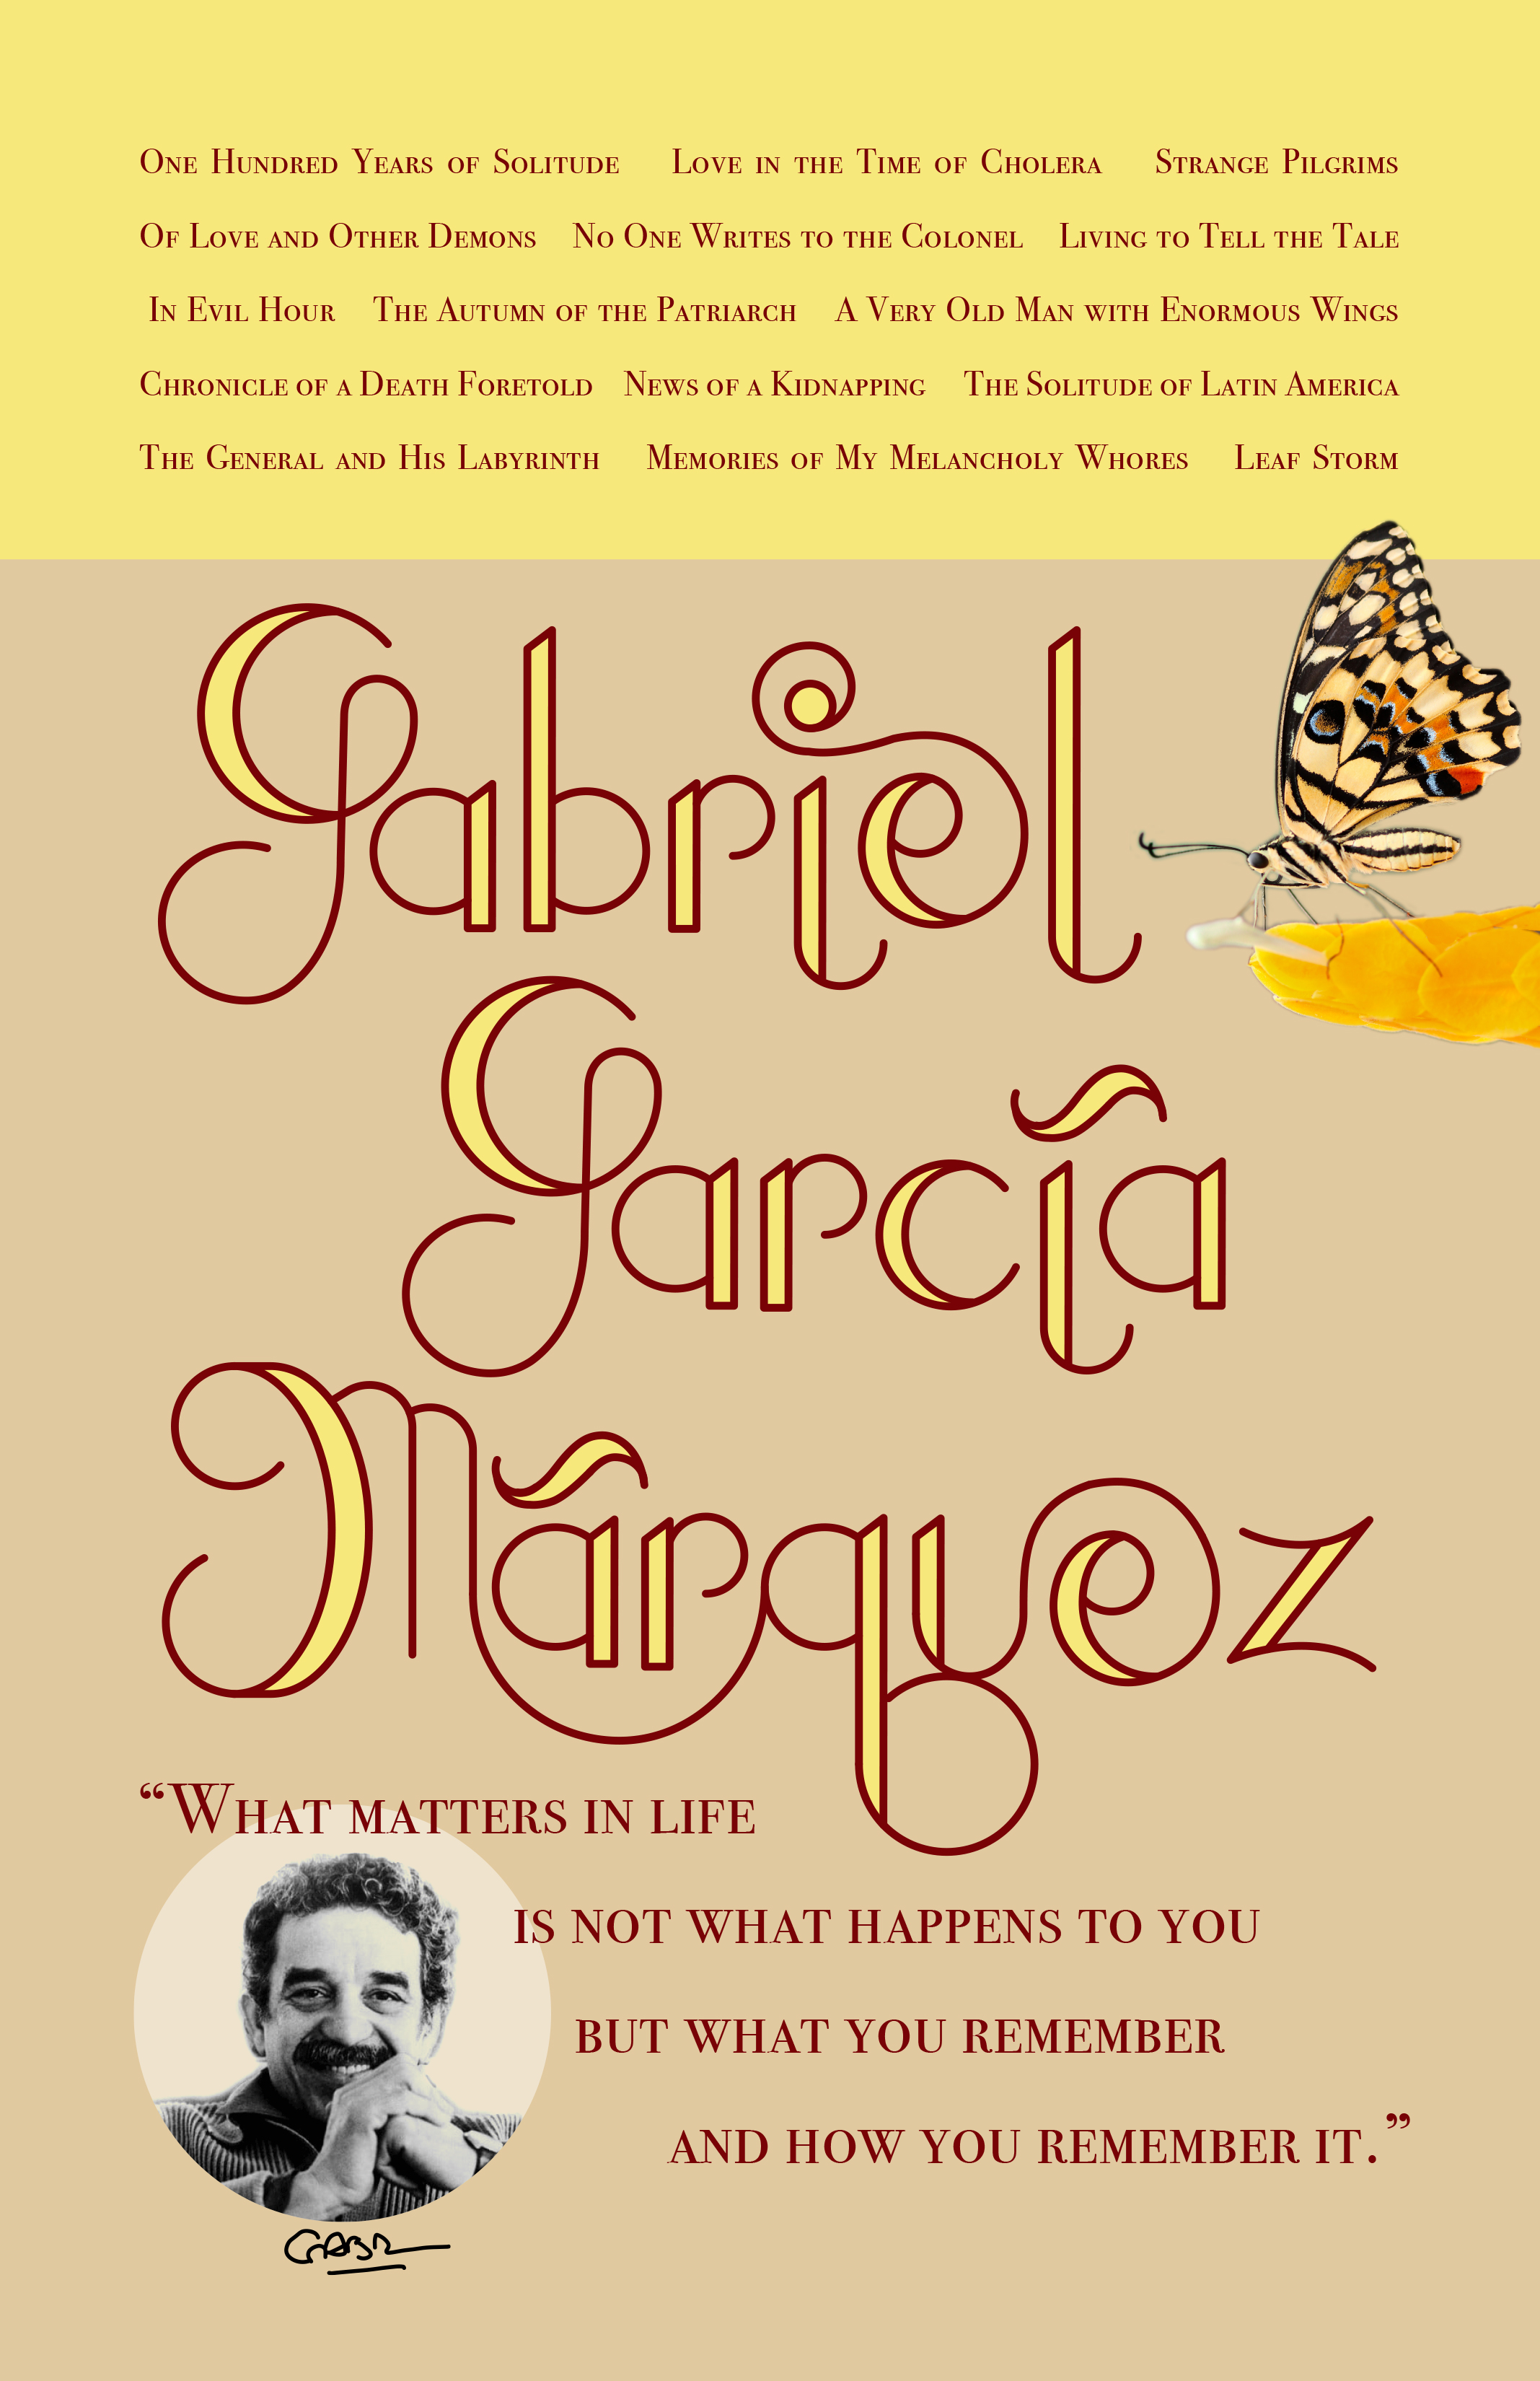 One Hundred Years of Solitude Love in the Time of Cholera Strange Pilgrims
Of Love and Other Demons No One Writes to the Colonel Living to Tell the Tale
In Evil Hour The Autumn of the Patriarch A Very Old Man with Enormous Wings
Chronicle of a Death Foretold News of a Kidnapping The Solitude of Latin America
The General and His Labyrinth Memories of My Melancholy Whores Leaf Storm
Gabriel
García
Márquez
“What matters in life
is not what happens to you
but what you remember
and how you remember it.”